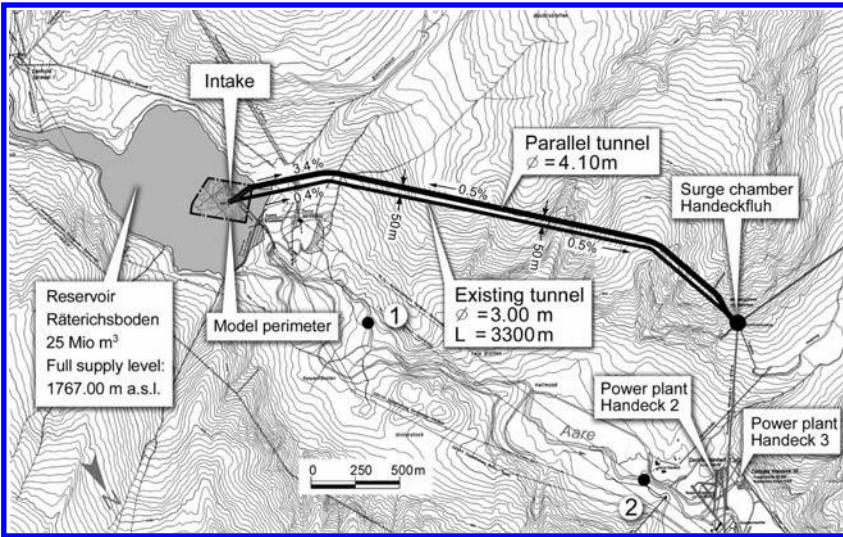 Intake
Parallel tunnel
Ø = 4.10m
Surge chamber
Handeckfluh
3.4%
0.4%
0.5%
50m
50m
0.5%
Reservoir
Räterichsboden
25 Mio m³
Full supply level:
1767.00 m a.s.l.
Model perimeter
Existing tunnel
Ø = 3.00 m
L = 3300m
1
Power plant
Handeck 2
Power plant
Handeck 3
Aare
0 250 500m
2
N